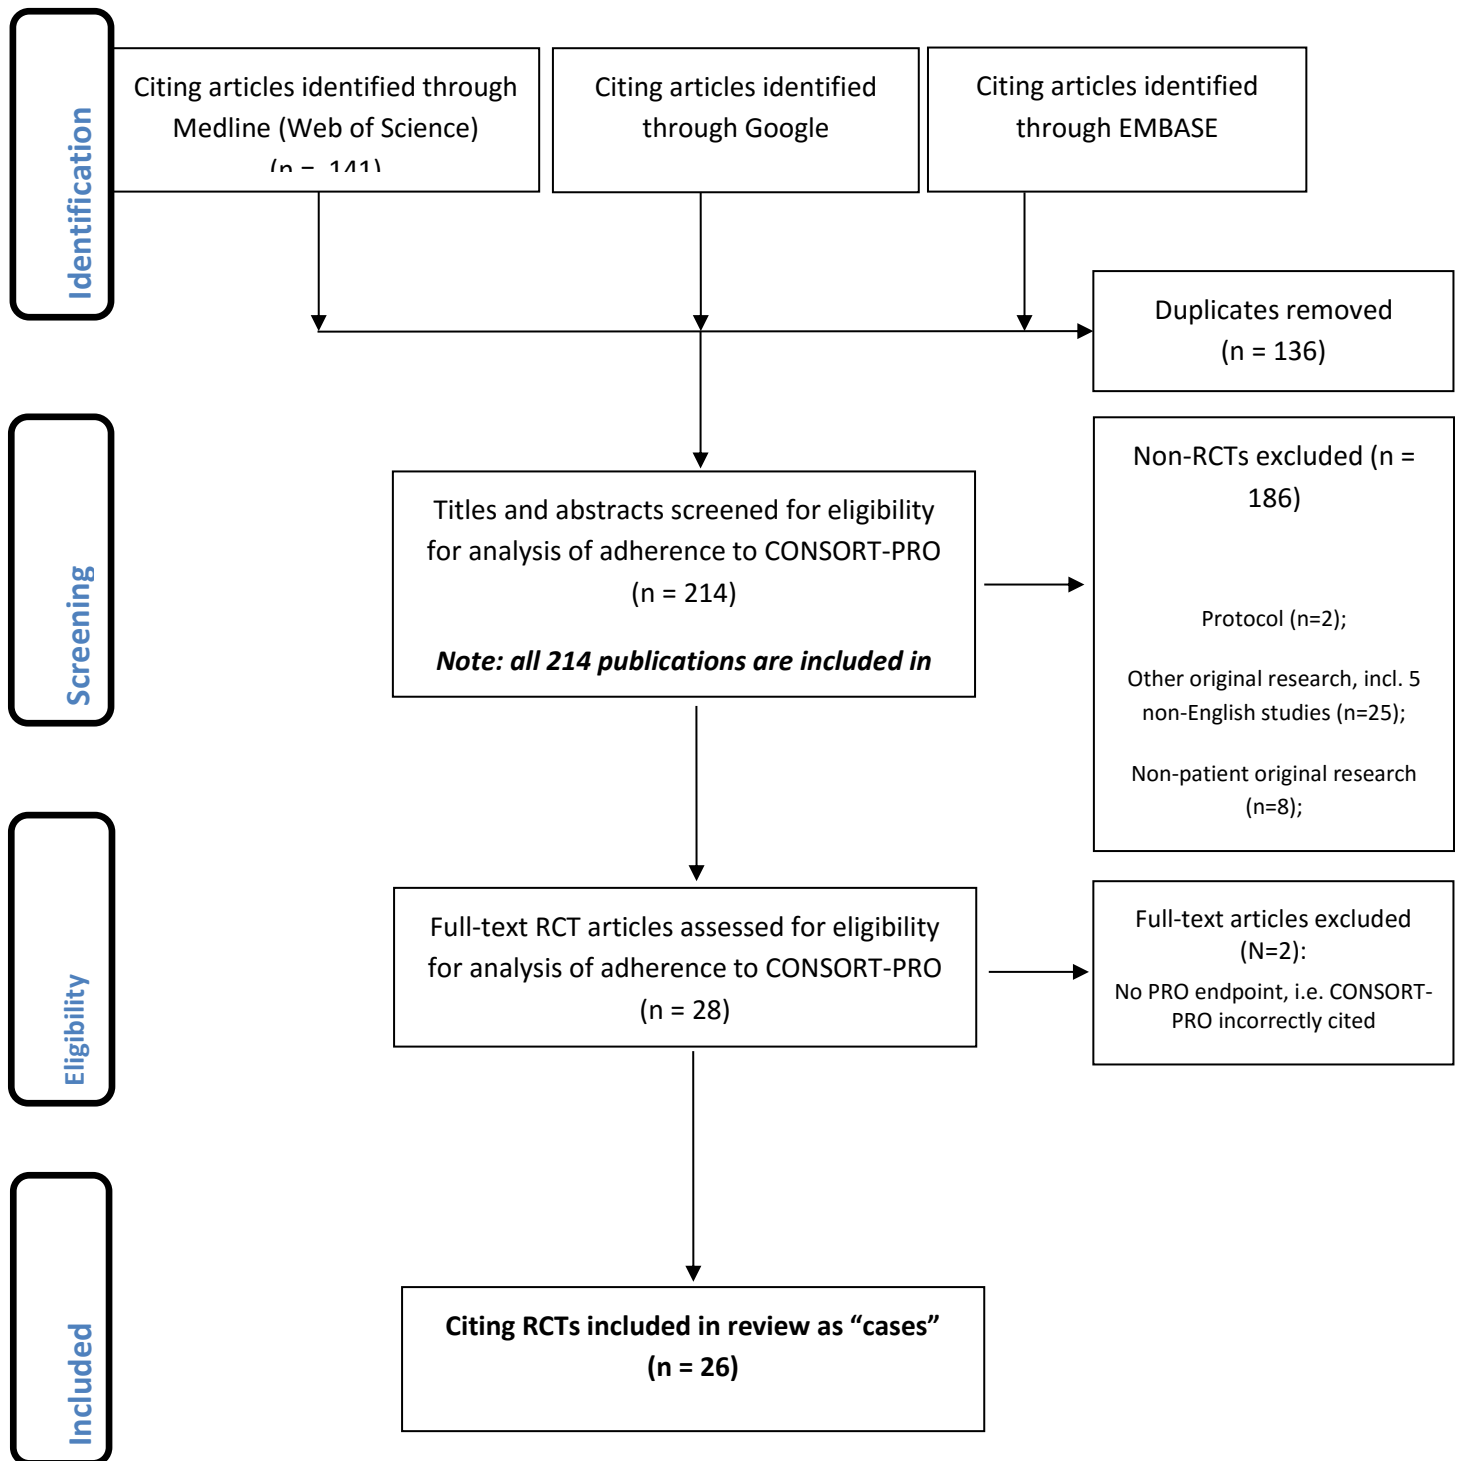 Identification
Citing articles identified through
Medline (Web of Science)
(n = 141)
Citing articles identified
through Google
Citing articles identified
through EMBASE
Duplicates removed
(n = 136)
Screening
Titles and abstracts screened for eligibility
for analysis of adherence to CONSORT-PRO
(n = 214)
Note: all 214 publications are included in
Non-RCTs excluded (n =
186)
Protocol (n=2);
Other original research, incl. 5
non-English studies (n=25);
Non-patient original research
(n=8);
Eligibility
Full-text RCT articles assessed for eligibility
for analysis of adherence to CONSORT-PRO
(n = 28)
Full-text articles excluded
(N=2):
No PRO endpoint, i.e. CONSORT-
PRO incorrectly cited
Included
Citing RCTs included in review as “cases”
(n = 26)